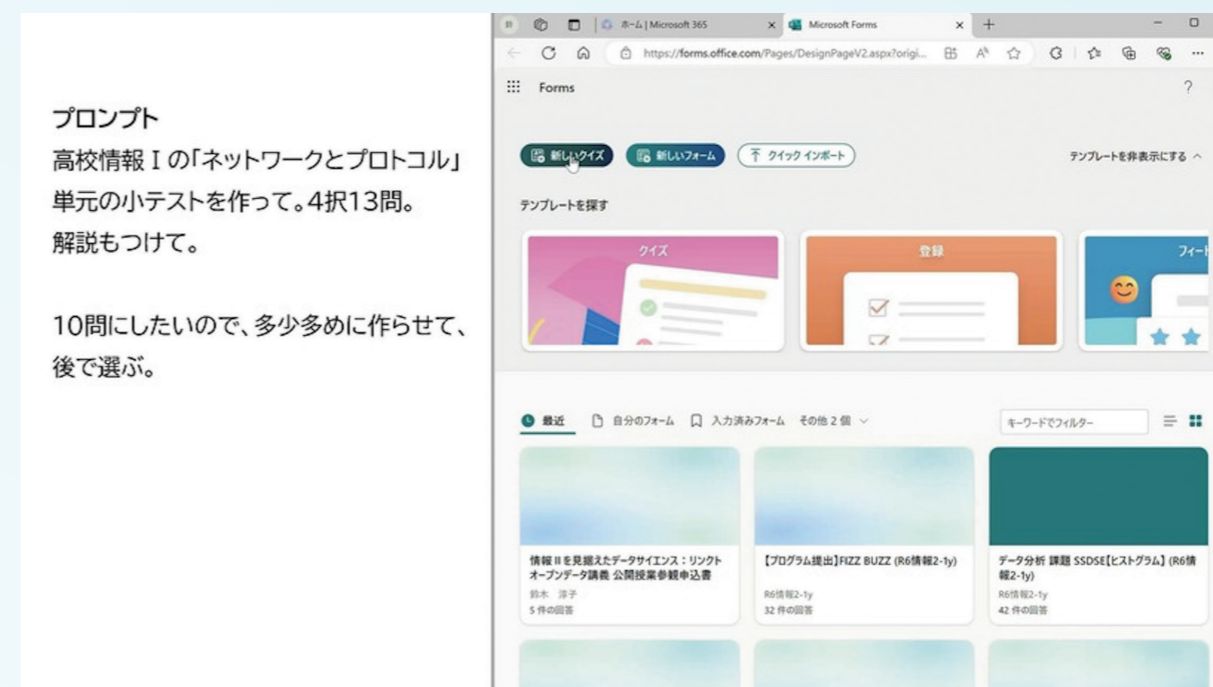 プロンプト
高校情報Ⅰの「ネットワークとプロトコル」
単元の小テストを作って。4択13問。
解説もつけて。
10問にしたいので、多少多めに作らせて、
後で選ぶ。
ホーム | Microsoft 365
Microsoft Forms
https://forms.office.com/Pages/DesignPageV2.aspx?origi...
Forms
?
新しいクイズ
新しいフォーム
クイック インポート
テンプレートを非表示にする
テンプレートを探す
クイズ
登録
フィート
最近
自分のフォーム
入力済みフォーム
その他 2 個
キーワードでフィルター
情報Ⅱを見据えたデータサイエンス：リンクト
オープンデータ講義 公開授業参観申込書
鈴木 淳子
5 件の回答
【プログラム提出】FIZZ BUZZ (R6情報2-1y)
R6情報2-1y
32 件の回答
データ分析 課題 SSDSE【ヒストグラム】 (R6情
報2-1y)
R6情報2-1y
42 件の回答